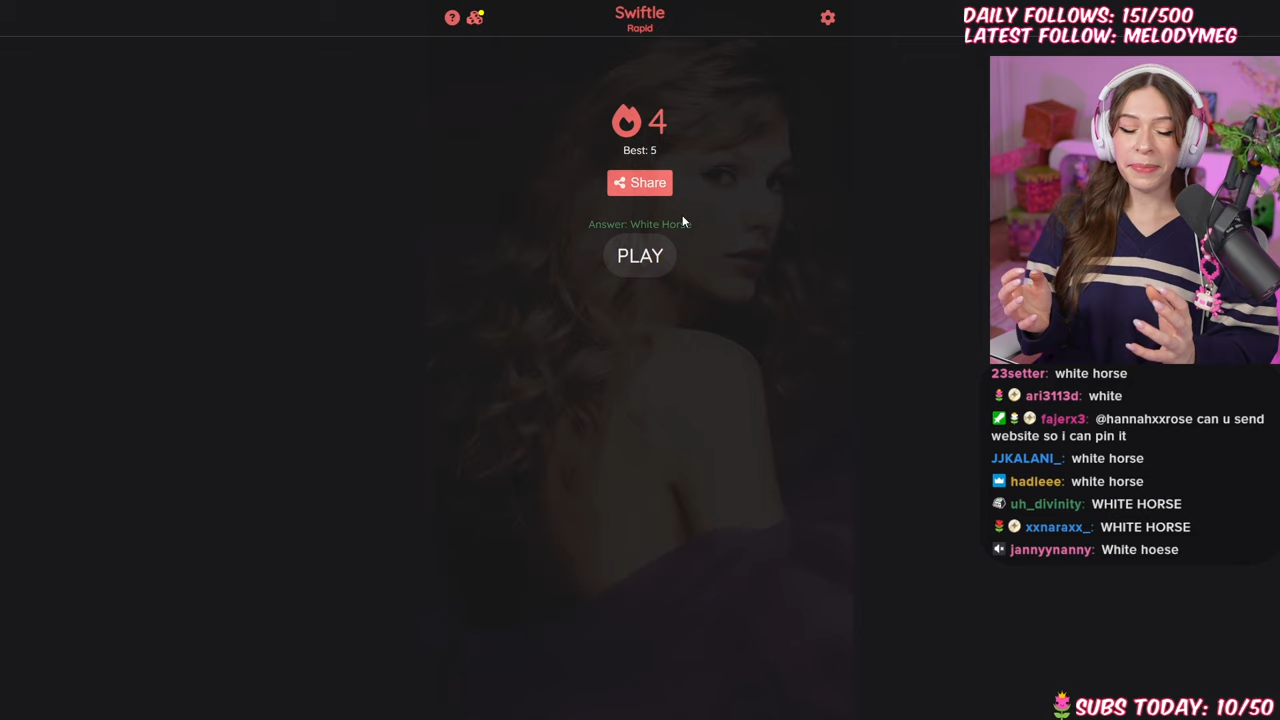 Swiftle
Rapid
4
Best: 5
Share
Answer: White Horse
PLAY
DAILY FOLLOWS: 151/500
LATEST FOLLOW: MELODYMEG
23setter: white horse
ari3113d: white
fajerx3: @hannahxxrose can u send
website so i can pin it
JJKALANI_: white horse
hadleee: white horse
uh_divinity: WHITE HORSE
xxnaraxx_: WHITE HORSE
jannyynanny: White hoese
SUBS TODAY: 10/50